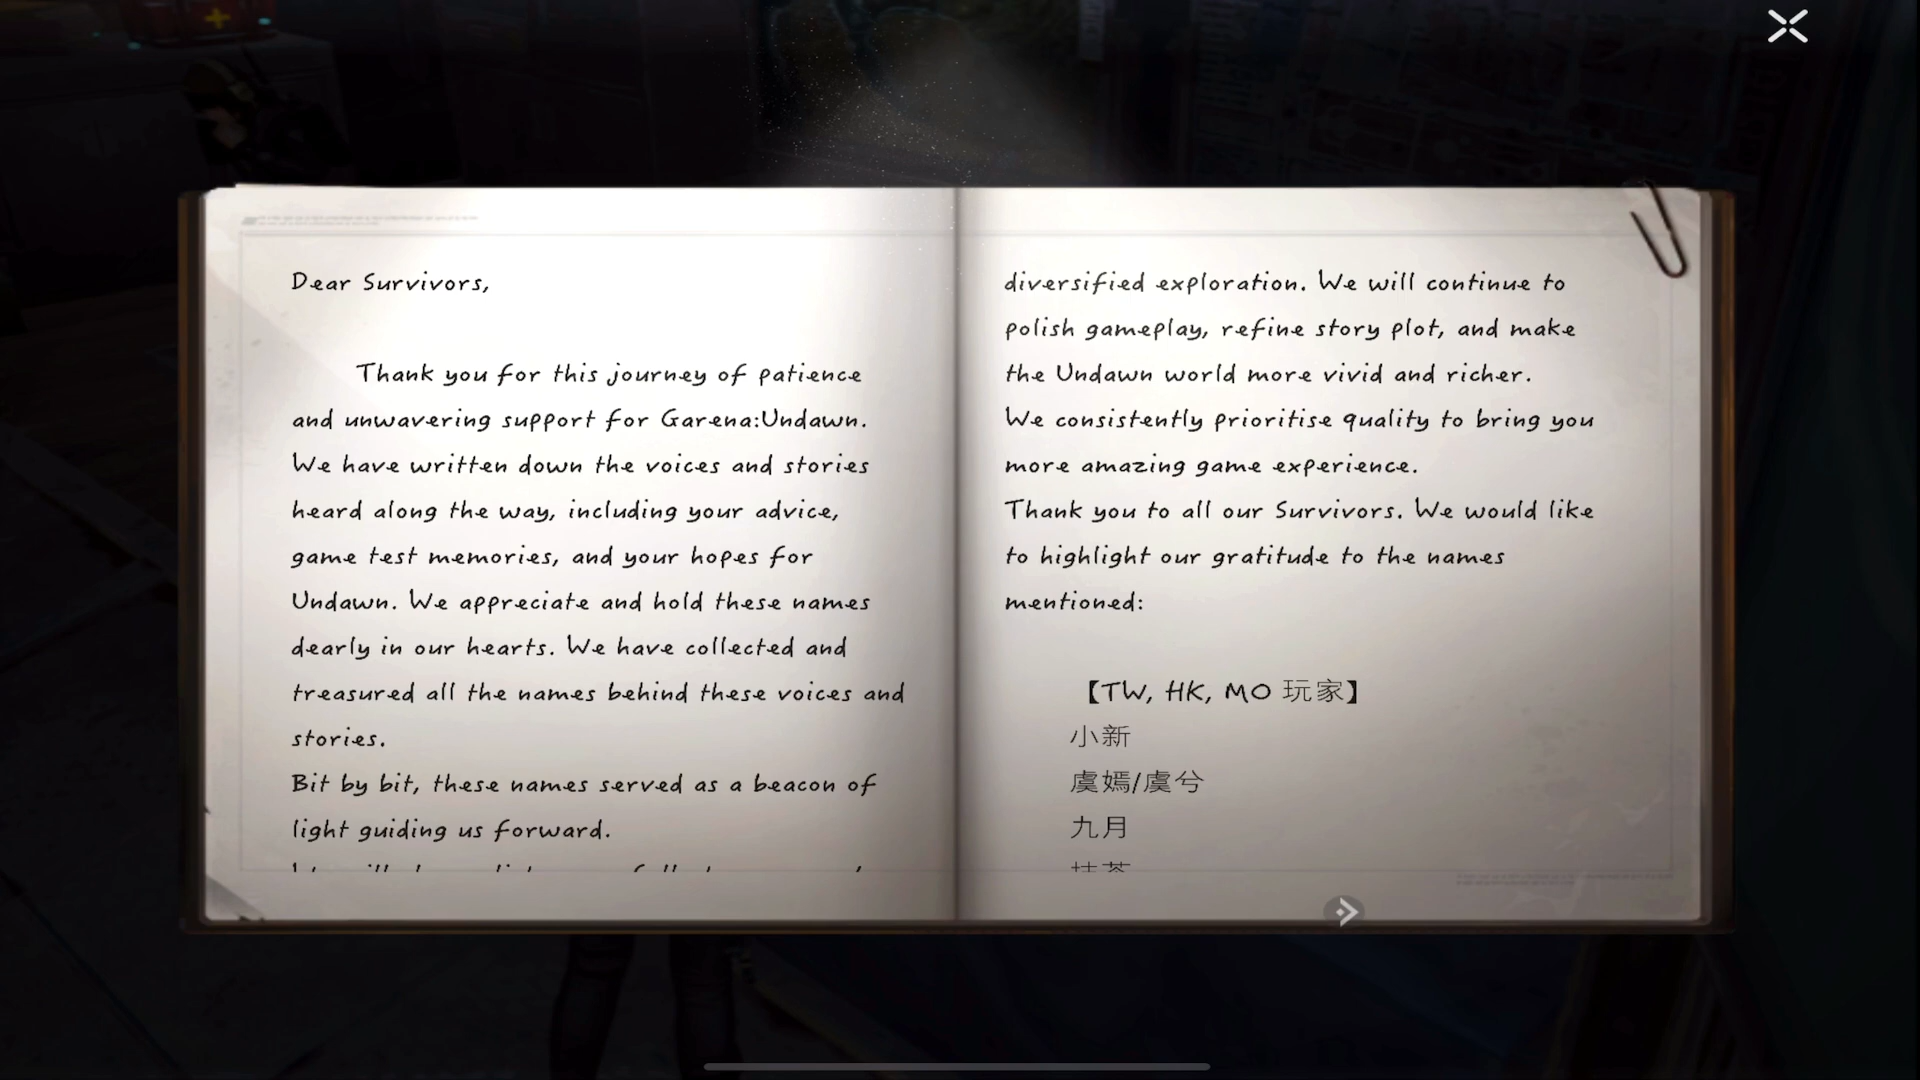 Dear Survivors,
Thank you for this journey of patience
and unwavering support for Garena:Undawn.
We have written down the voices and stories
heard along the way, including your advice,
game test memories, and your hopes for
Undawn. We appreciate and hold these names
dearly in our hearts. We have collected and
treasured all the names behind these voices and
stories.
Bit by bit, these names served as a beacon of
light guiding us forward.
diversified exploration. We will continue to
polish gameplay, refine story plot, and make
the Undawn world more vivid and richer.
We consistently prioritise quality to bring you
more amazing game experience.
Thank you to all our Survivors. We would like
to highlight our gratitude to the names
mentioned:
【TW, HK, MO 玩家】
小新
虞嫣/虞兮
九月